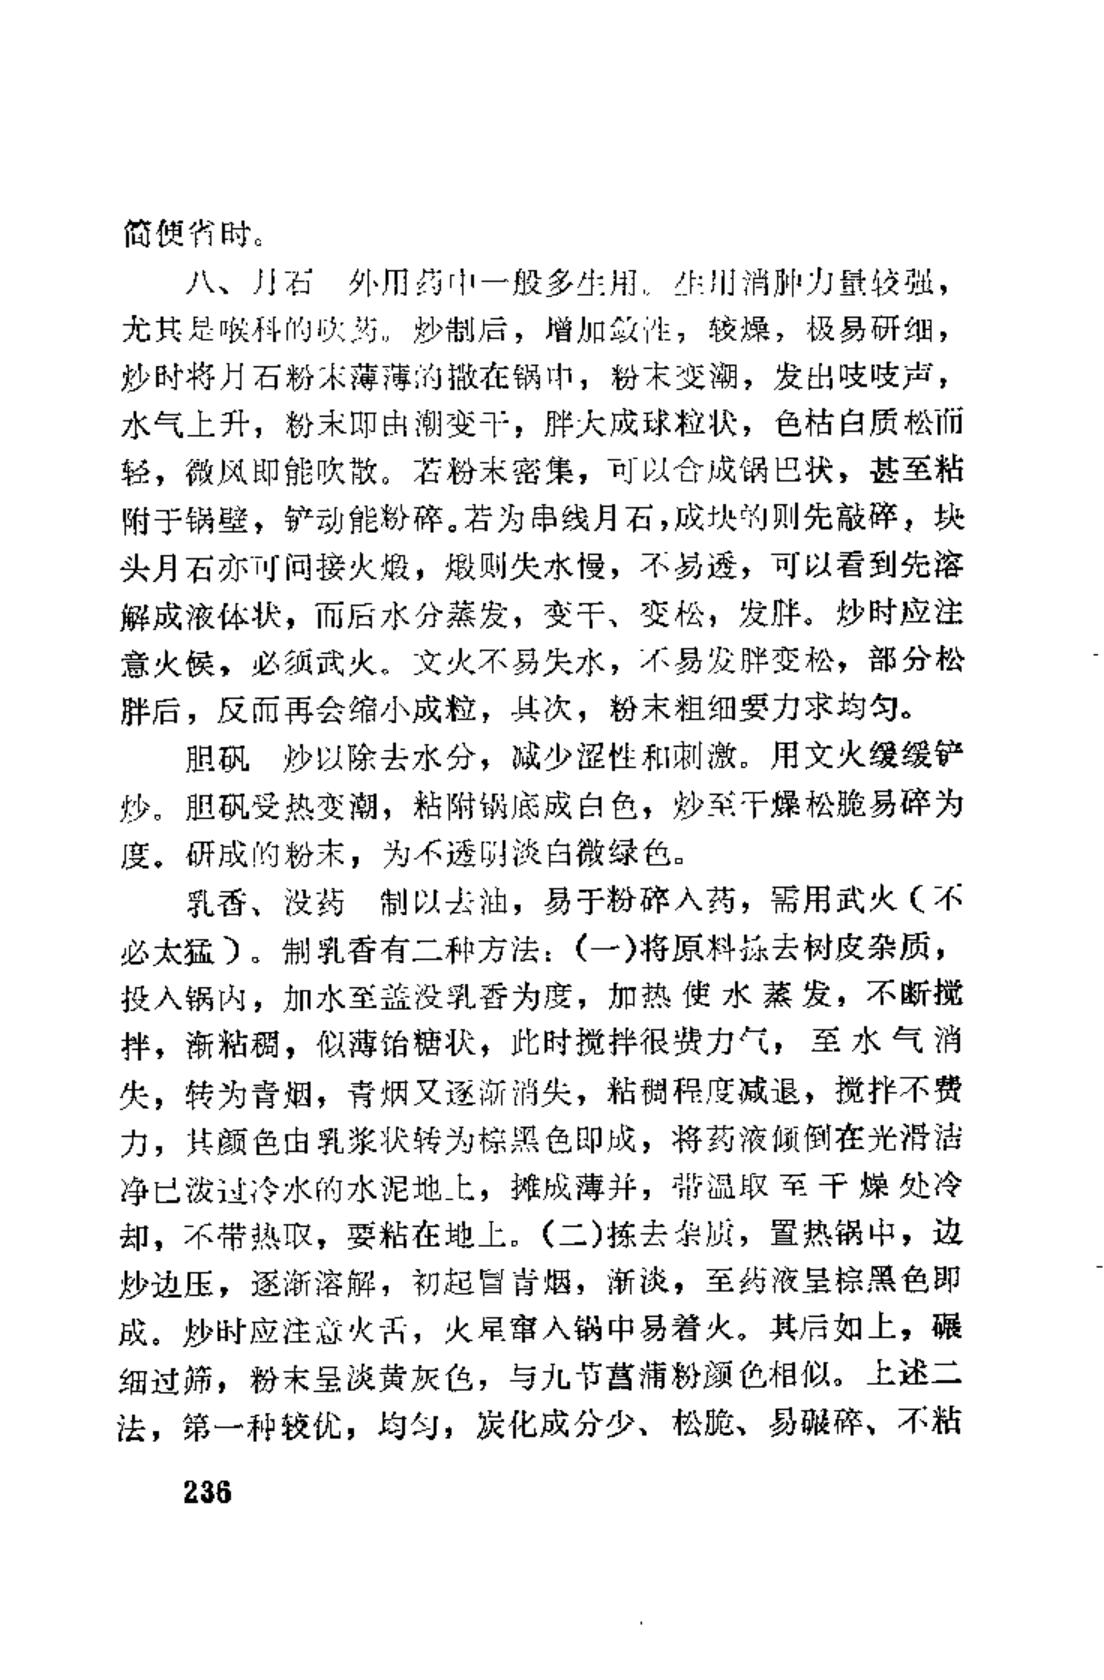 简便省时。
八、月石　外用药中一般多生用。生用消肿力量较强，
尤其是喉科的吹药。炒制后，增加敛性，较燥，极易研细，
炒时将月石粉末薄薄的撒在锅中，粉末变潮，发出吱吱声，
水气上升，粉末即由潮变干，胖大成球粒状，色枯白质松而
轻，微风即能吹散。若粉末密集，可以合成锅巴状，甚至粘
附于锅壁，铲动能粉碎。若为串线月石，成块的则先敲碎，块
头月石亦可间接火煅，煅则失水慢，不易透，可以看到先溶
解成液体状，而后水分蒸发，变干、变松，发胖。炒时应注
意火候，必须武火。文火不易失水，不易发胖变松，部分松
胖后，反而再会缩小成粒，其次，粉末粗细要力求均匀。
胆矾　炒以除去水分，减少涩性和刺激。用文火缓缓铲
炒。胆矾受热变潮，粘附锅底成白色，炒至干燥松脆易碎为
度。研成的粉末，为不透明淡白微绿色。
乳香、没药　制以去油，易于粉碎入药，需用武火（不
必太猛）。制乳香有二种方法：（一）将原料拣去树皮杂质，
投入锅内，加水至盖没乳香为度，加热使水蒸发，不断搅
拌，渐粘稠，似薄饴糖状，此时搅拌很费力气，至水气消
失，转为青烟，青烟又逐渐消失，粘稠程度减退，搅拌不费
力，其颜色由乳浆状转为棕黑色即成，将药液倾倒在光滑洁
净已泼过冷水的水泥地上，摊成薄并，带温取至干燥处冷
却，不带热取，要粘在地上。（二）拣去杂质，置热锅中，边
炒边压，逐渐溶解，初起冒青烟，渐淡，至药液呈棕黑色即
成。炒时应注意火舌，火星窜入锅中易着火。其后如上，碾
细过筛，粉末呈淡黄灰色，与九节菖蒲粉颜色相似。上述二
法，第一种较优，均匀，炭化成分少、松脆、易碾碎、不粘
236